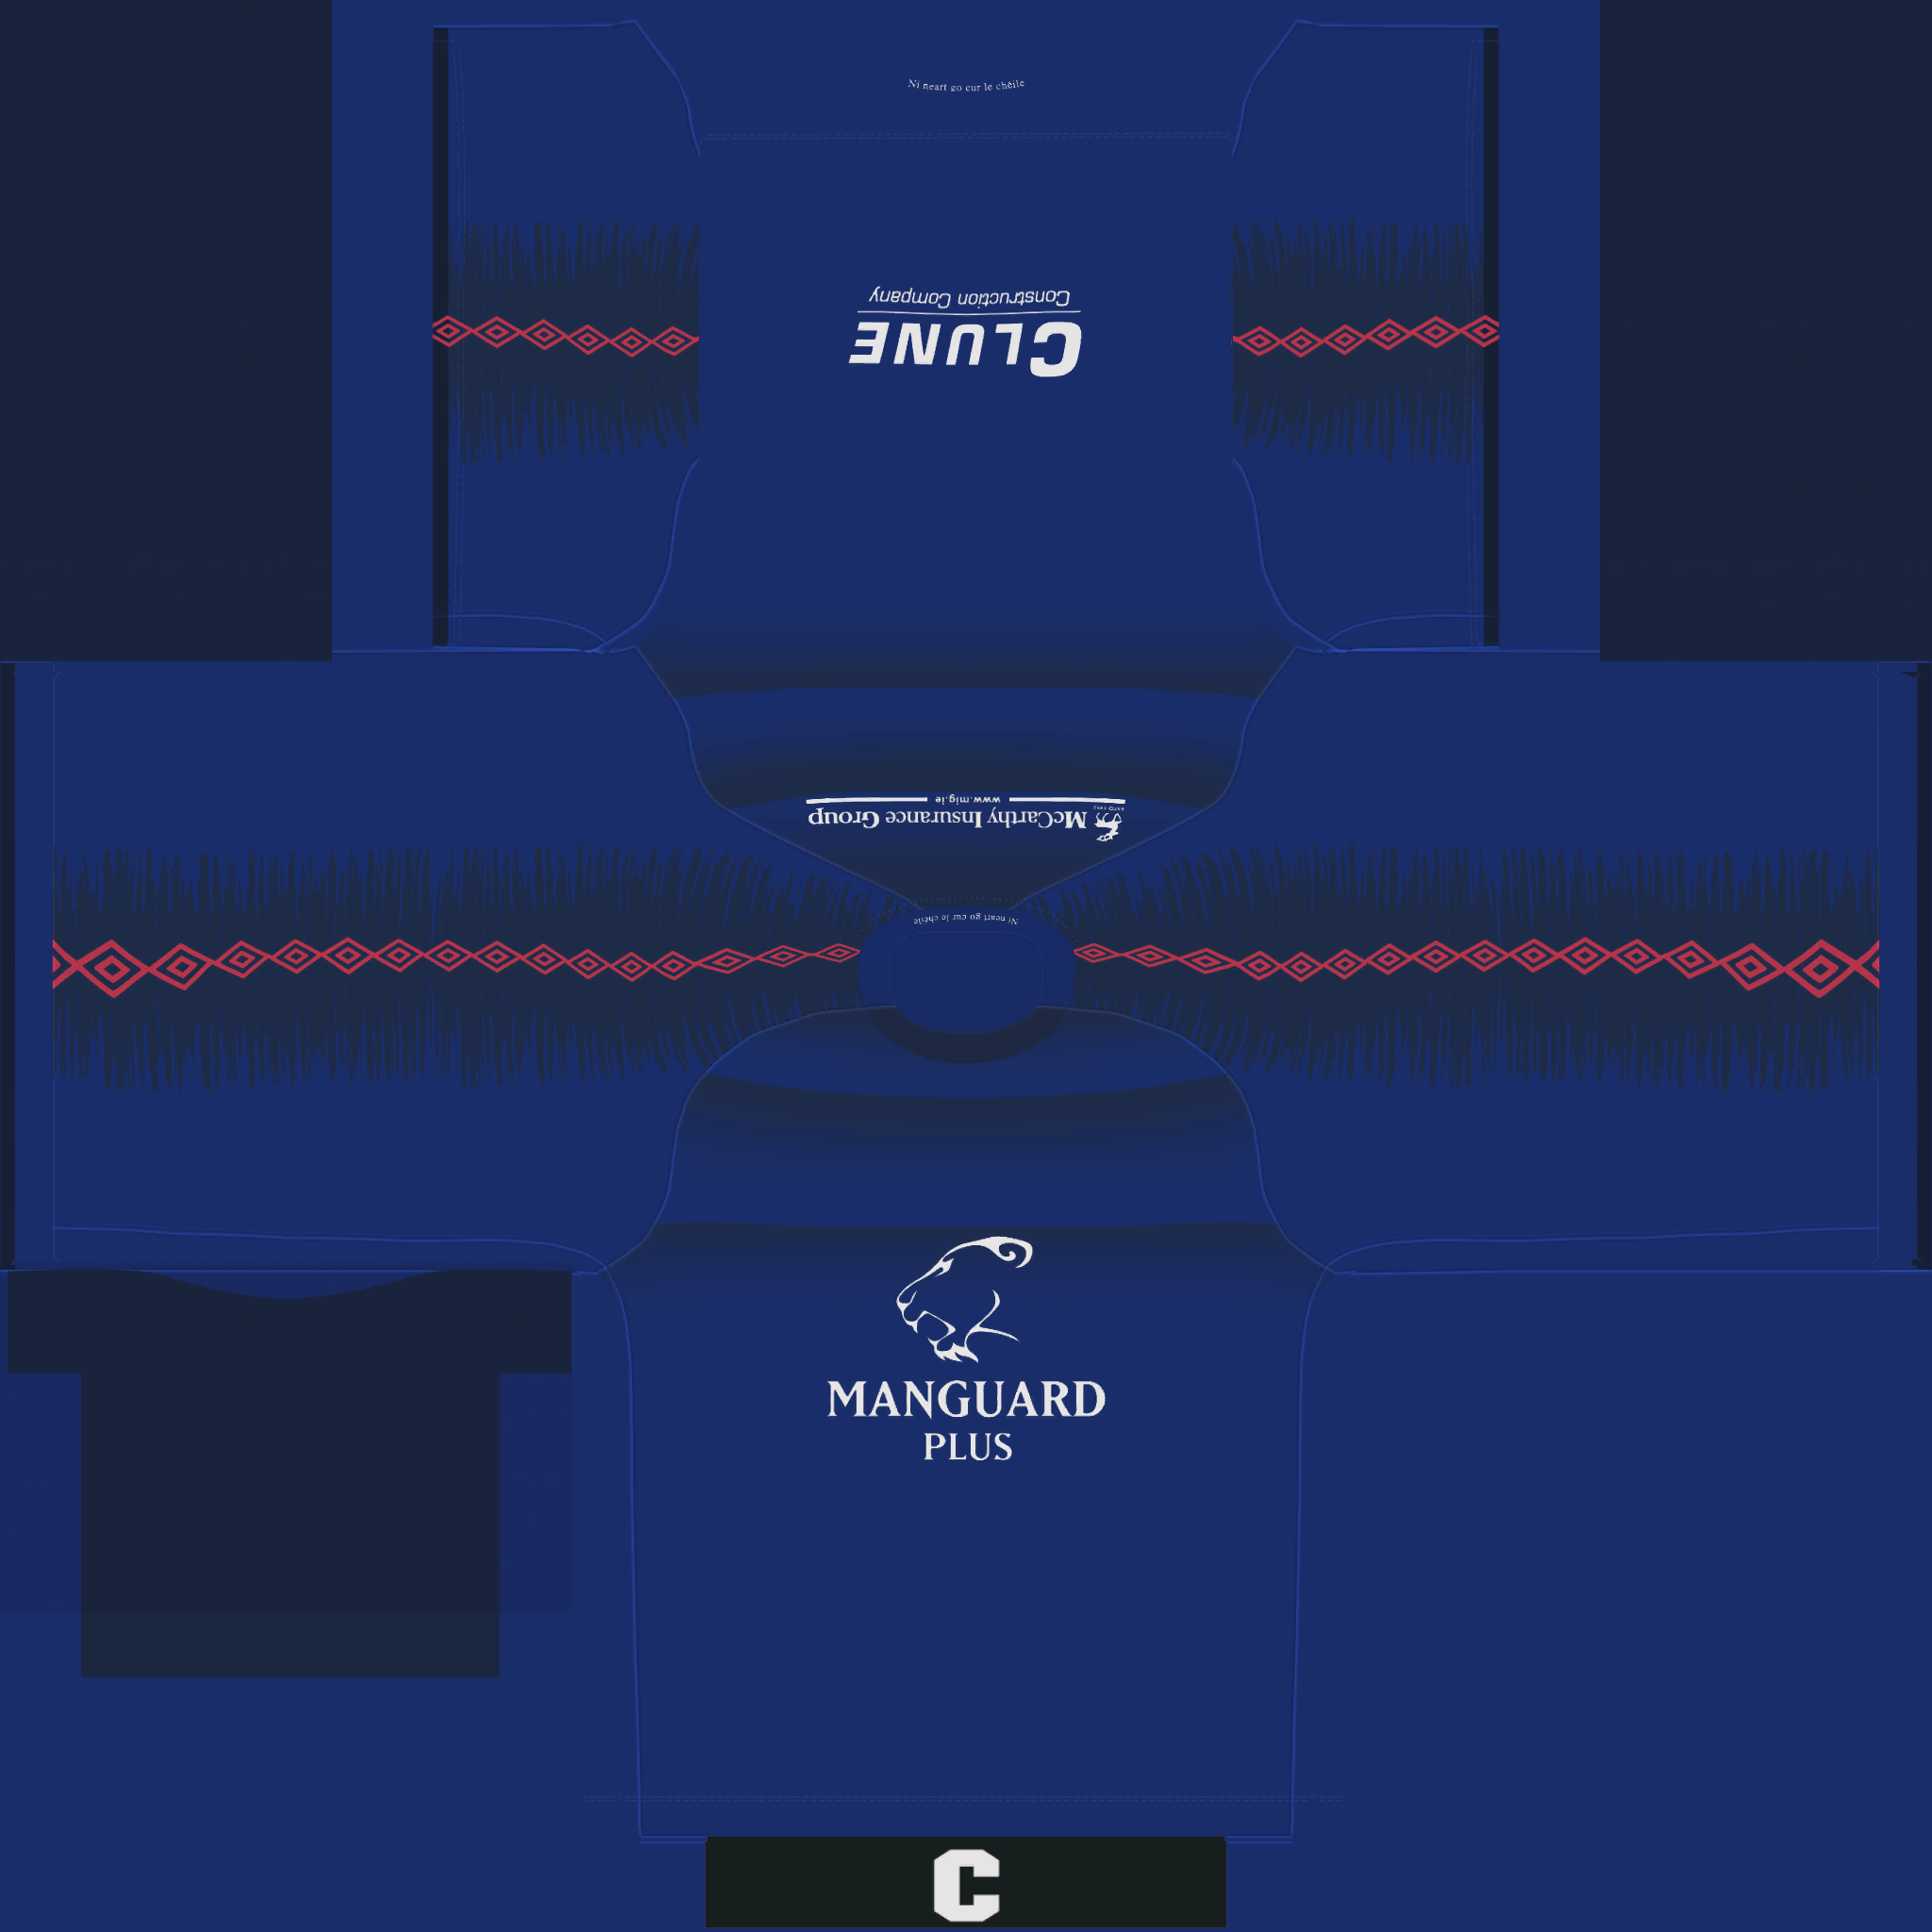 Ní neart go cur le chéile
Construction Company
CLUNE
www.mig.ie
McCarthy Insurance Group
Ní neart go cur le chéile
MANGUARD
PLUS
C